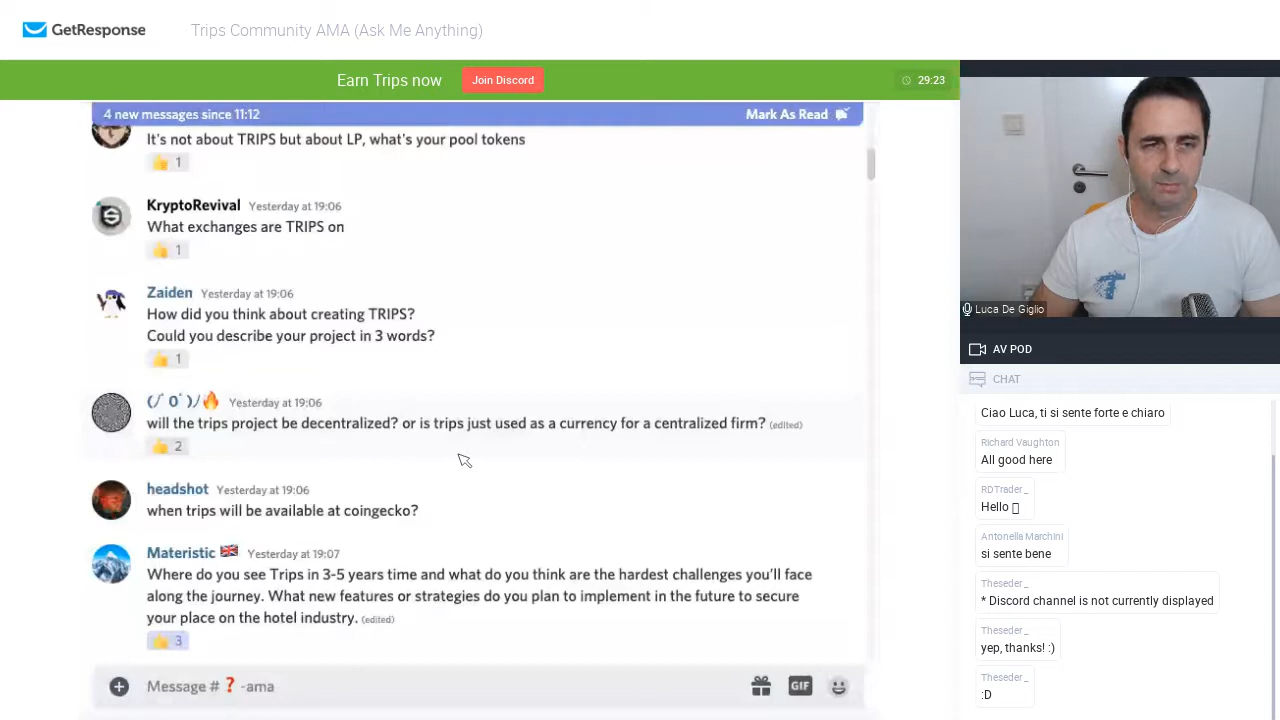 GetResponse
Trips Community AMA (Ask Me Anything)
Earn Trips now
Join Discord
29:23
4 new messages since 11:12
Mark As Read
It's not about TRIPS but about LP, what's your pool tokens
👍 1
KryptoRevival Yesterday at 19:06
What exchanges are TRIPS on
👍 1
Zaiden Yesterday at 19:06
How did you think about creating TRIPS?
Could you describe your project in 3 words?
👍 1
(ﾉﾟ0ﾟ)ﾉ🔥 Yesterday at 19:06
will the trips project be decentralized? or is trips just used as a currency for a centralized firm? (edited)
👍 2
headshot Yesterday at 19:06
when trips will be available at coingecko?
Materistic 🇬🇧 Yesterday at 19:07
Where do you see Trips in 3-5 years time and what do you think are the hardest challenges you'll face
along the journey. What new features or strategies do you plan to implement in the future to secure
your place on the hotel industry. (edited)
👍 3
Message # ❓ -ama
GIF
Luca De Giglio
AV POD
CHAT
Ciao Luca, ti si sente forte e chiaro
Richard Vaughton
All good here
RDTrader_
Hello
Antonella Marchini
si sente bene
Theseder_
* Discord channel is not currently displayed
Theseder_
yep, thanks! :)
Theseder_
:D